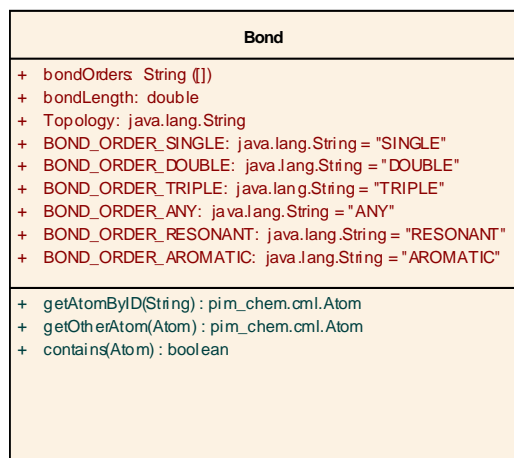 Bond
+ bondOrders: String ([])
+ bondLength: double
+ Topology: java.lang.String
+ BOND_ORDER_SINGLE: java.lang.String = "SINGLE"
+ BOND_ORDER_DOUBLE: java.lang.String = "DOUBLE"
+ BOND_ORDER_TRIPLE: java.lang.String = "TRIPLE"
+ BOND_ORDER_ANY: java.lang.String = "ANY"
+ BOND_ORDER_RESONANT: java.lang.String = "RESONANT"
+ BOND_ORDER_AROMATIC: java.lang.String = "AROMATIC"
+ getAtomByID(String) : pim_chem.cml.Atom
+ getOtherAtom(Atom) : pim_chem.cml.Atom
+ contains(Atom) : boolean